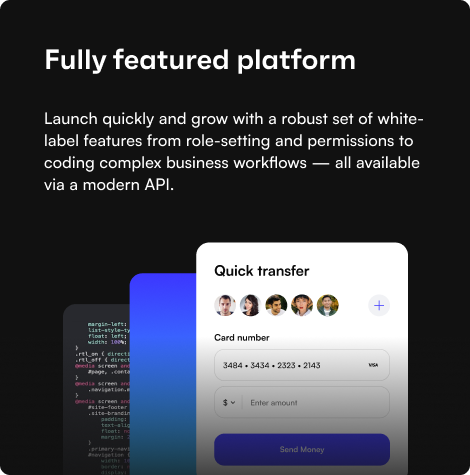 Fully featured platform
Launch quickly and grow with a robust set of white-
label features from role-setting and permissions to
coding complex business workflows — all available
via a modern API.
Quick transfer
Card number
3484 • 3434 • 2323 • 2143
VISA
$
Enter amount
Send Money
margin-left:
list-style-ty
float: left;
width: 100%;
}
.rtl_on { directi
.rtl_off { direct
@media screen and
#page, .conta
}
@media screen and
.navigation.m
}
@media screen and
#site-footer
.site-brandin
padding:
text-alig
float: no
margin:
}
.primary-navi
#navigation {
width: